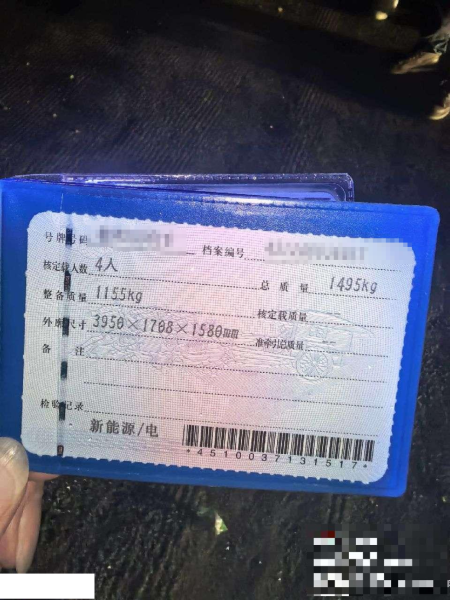 号牌号码 档案编号
核定载人数 4人 总质量 1495kg
整备质量 1155kg 核定载质量 --
外廓尺寸 3950×1708×1580mm 准牵引总质量 --
备注
检验记录
新能源/电
*4510037131517*